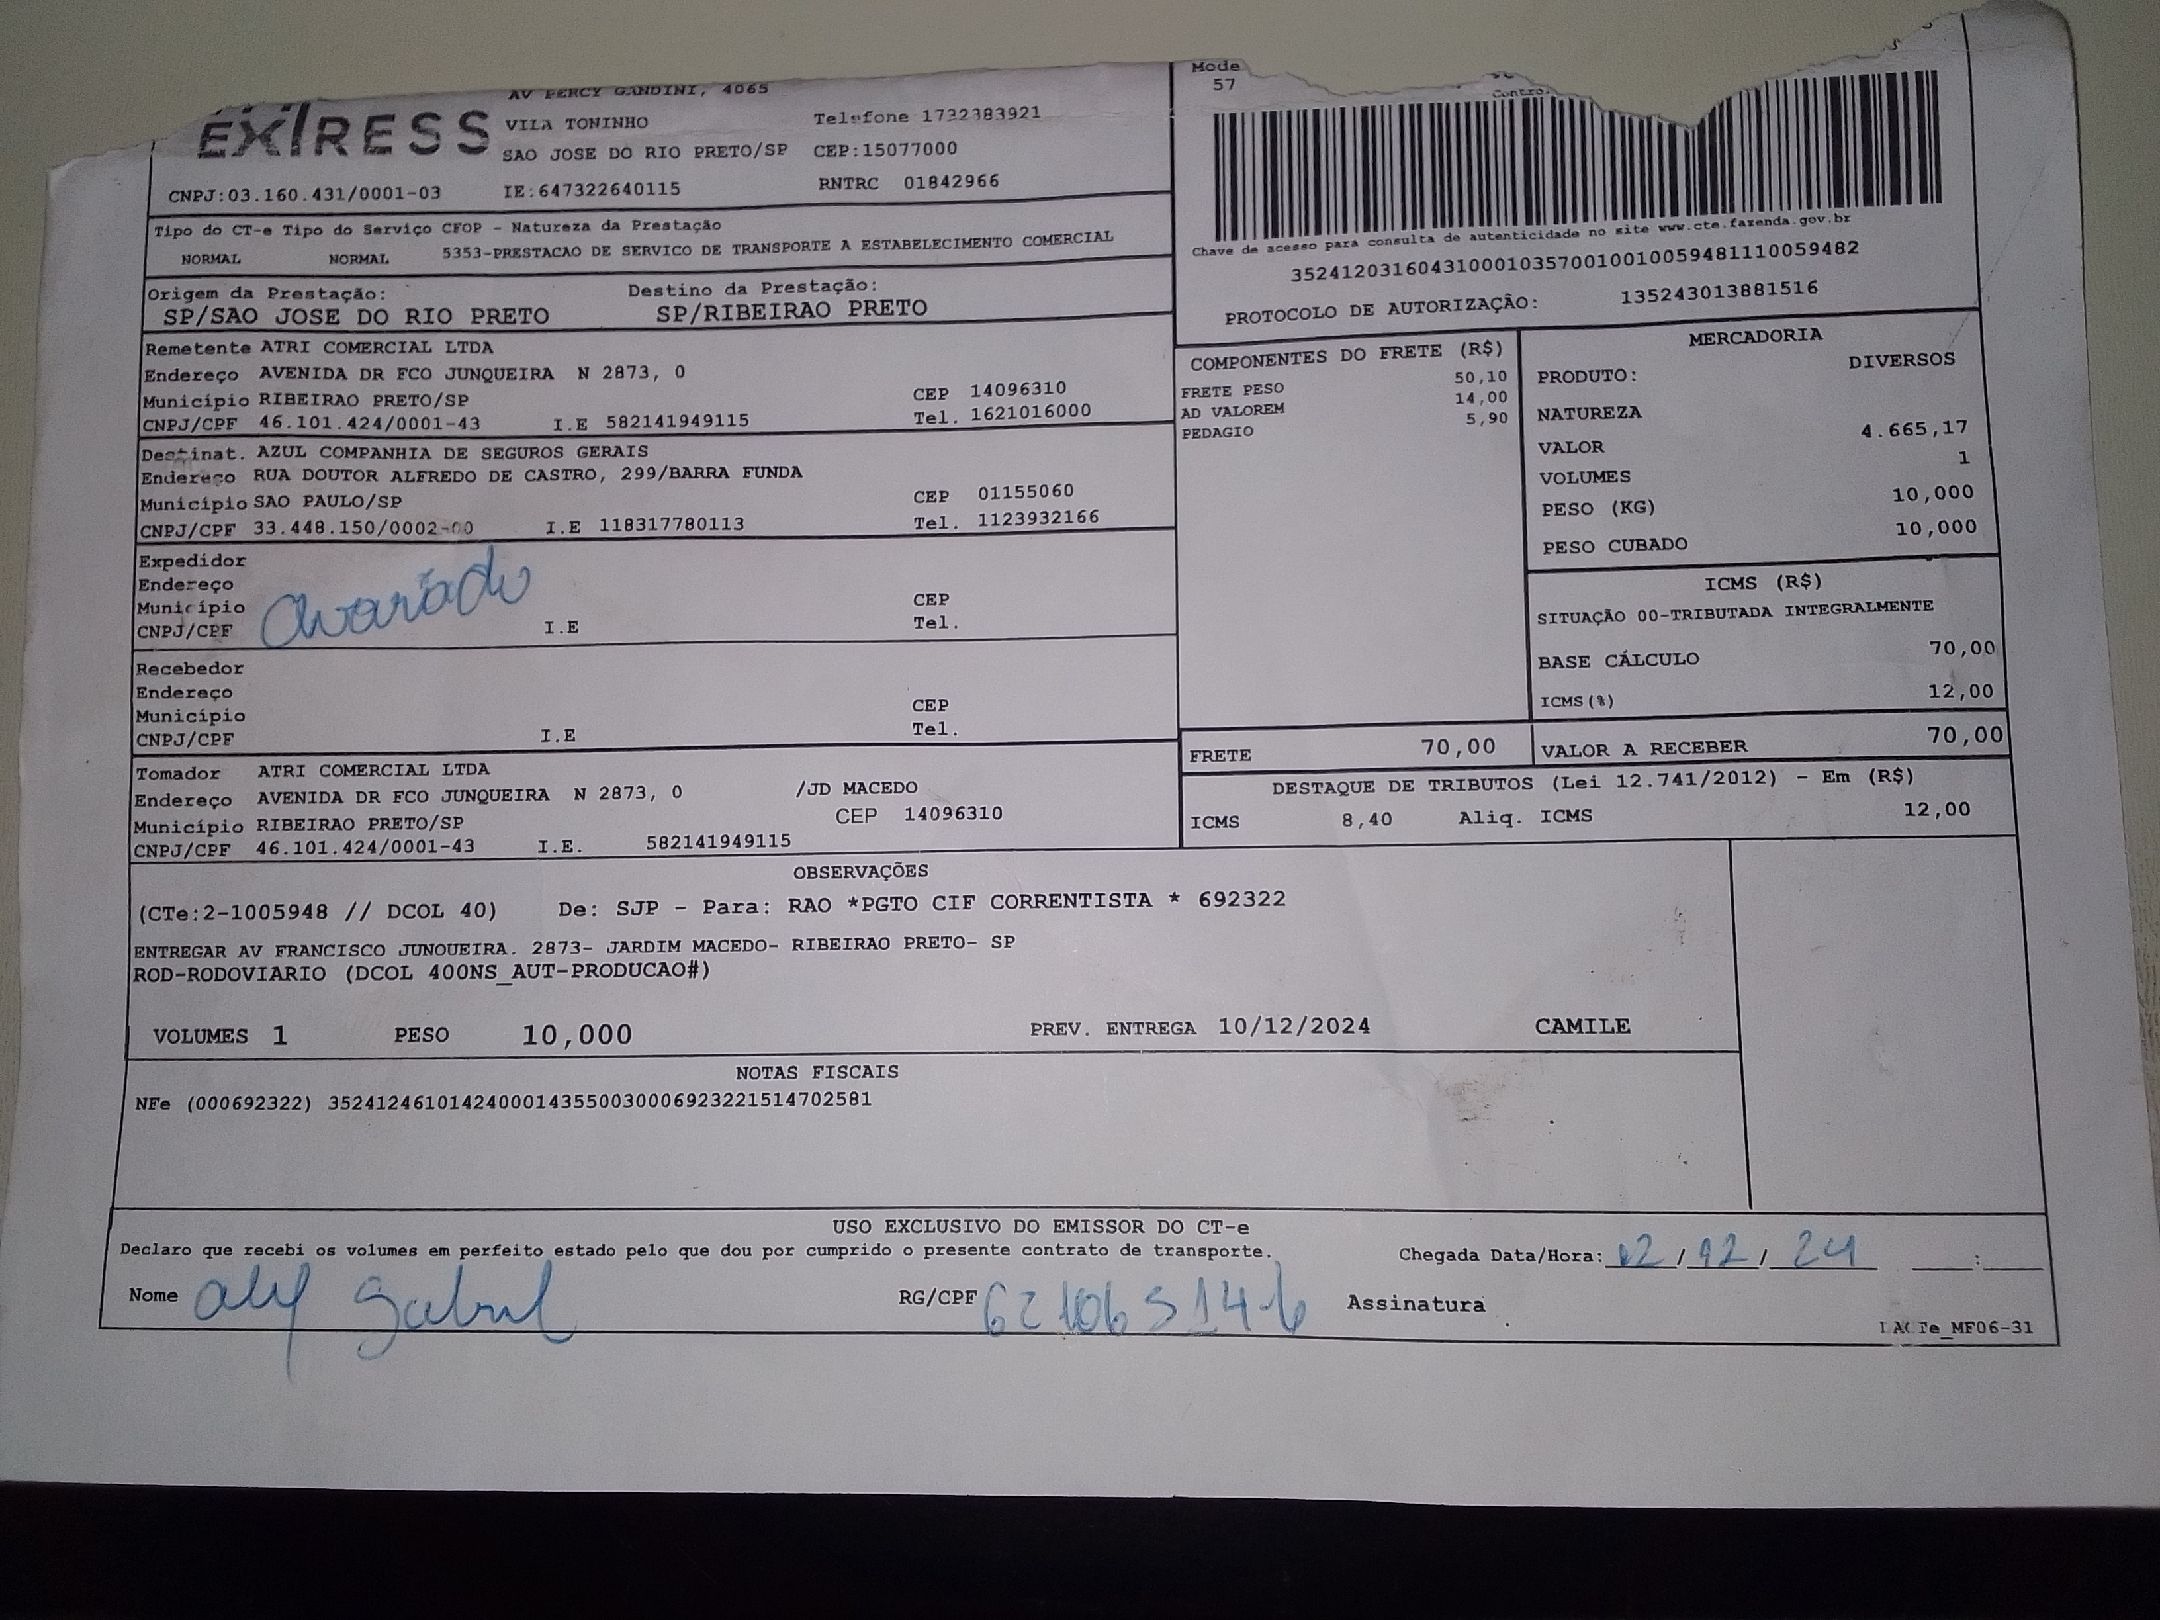 AV PERCY GANDINI, 4065
EXPRESS
VILA TONINHO Telefone 1732383921
SAO JOSE DO RIO PRETO/SP CEP:15077000
CNPJ:03.160.431/0001-03 IE:647322640115 RNTRC 01842966
Tipo do CT-e Tipo do Serviço CFOP - Natureza da Prestação
NORMAL NORMAL 5353-PRESTACAO DE SERVICO DE TRANSPORTE A ESTABELECIMENTO COMERCIAL
Origem da Prestação: Destino da Prestação:
SP/SAO JOSE DO RIO PRETO SP/RIBEIRAO PRETO
Mode
57
Contro.
Chave de acesso para consulta de autenticidade no site www.cte.fazenda.gov.br
35241203160431000103570010010059481110059482
PROTOCOLO DE AUTORIZAÇÃO: 135243013881516
Remetente ATRI COMERCIAL LTDA
Endereço AVENIDA DR FCO JUNQUEIRA N 2873, 0
Município RIBEIRAO PRETO/SP CEP 14096310
CNPJ/CPF 46.101.424/0001-43 I.E 582141949115 Tel. 1621016000
Destinat. AZUL COMPANHIA DE SEGUROS GERAIS
Endereço RUA DOUTOR ALFREDO DE CASTRO, 299/BARRA FUNDA
Município SAO PAULO/SP CEP 01155060
CNPJ/CPF 33.448.150/0002-00 I.E 118317780113 Tel. 1123932166
Expedidor
Endereço
Município CEP
CNPJ/CPF I.E Tel.
avariado
Recebedor
Endereço
Município CEP
CNPJ/CPF I.E Tel.
Tomador ATRI COMERCIAL LTDA
Endereço AVENIDA DR FCO JUNQUEIRA N 2873, 0 /JD MACEDO
Município RIBEIRAO PRETO/SP CEP 14096310
CNPJ/CPF 46.101.424/0001-43 I.E. 582141949115
COMPONENTES DO FRETE (R$)
FRETE PESO 50,10
AD VALOREM 14,00
PEDAGIO 5,90
MERCADORIA
PRODUTO: DIVERSOS
NATUREZA
VALOR 4.665,17
VOLUMES 1
PESO (KG) 10,000
PESO CUBADO 10,000
ICMS (R$)
SITUAÇÃO 00-TRIBUTADA INTEGRALMENTE
BASE CÁLCULO 70,00
ICMS(%) 12,00
FRETE 70,00 VALOR A RECEBER 70,00
DESTAQUE DE TRIBUTOS (Lei 12.741/2012) - Em (R$)
ICMS 8,40 Aliq. ICMS 12,00
OBSERVAÇÕES
(CTe:2-1005948 // DCOL 40) De: SJP - Para: RAO *PGTO CIF CORRENTISTA * 692322
ENTREGAR AV FRANCISCO JUNQUEIRA. 2873- JARDIM MACEDO- RIBEIRAO PRETO- SP
ROD-RODOVIARIO (DCOL 400NS_AUT-PRODUCAO#)
VOLUMES 1 PESO 10,000 PREV. ENTREGA 10/12/2024 CAMILE
NOTAS FISCAIS
NFe (000692322) 35241246101424000143550030006923221514702581
USO EXCLUSIVO DO EMISSOR DO CT-e
Declaro que recebi os volumes em perfeito estado pelo que dou por cumprido o presente contrato de transporte. Chegada Data/Hora: 12/12/24 :
Nome RG/CPF Assinatura
DACTe_MF06-31